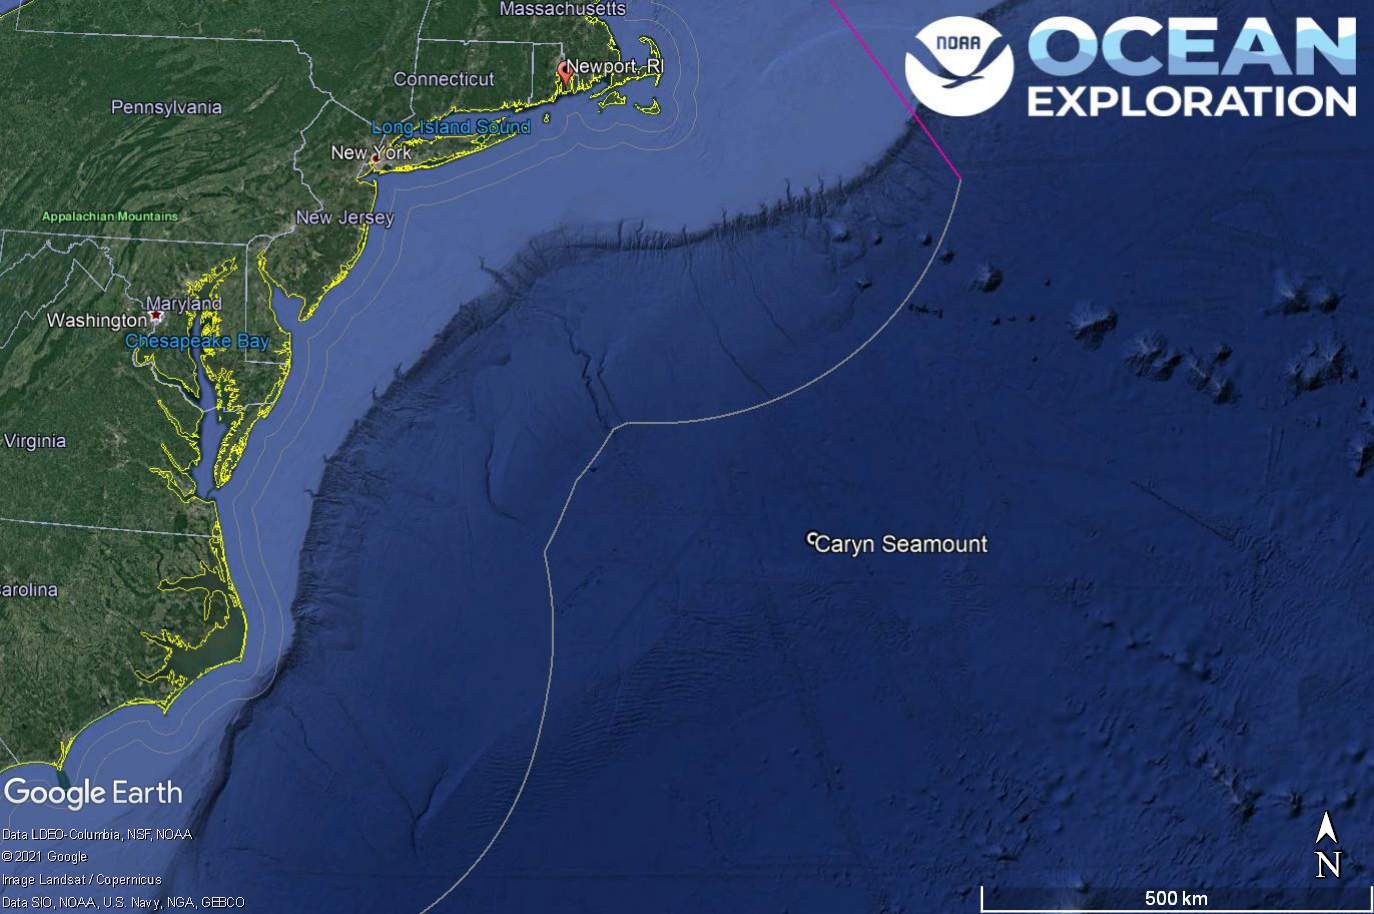 Massachusetts
NOAA
OCEAN
EXPLORATION
Newport, RI
Connecticut
Pennsylvania
Long Island Sound
New York
Appalachian Mountains
New Jersey
Maryland
Washington
Chesapeake Bay
Virginia
Caryn Seamount
arolina
Google Earth
Data LDEO-Columbia, NSF, NOAA
© 2021 Google
Image Landsat / Copernicus
N
Data SIO, NOAA, U.S. Navy, NGA, GEBCO
500 km